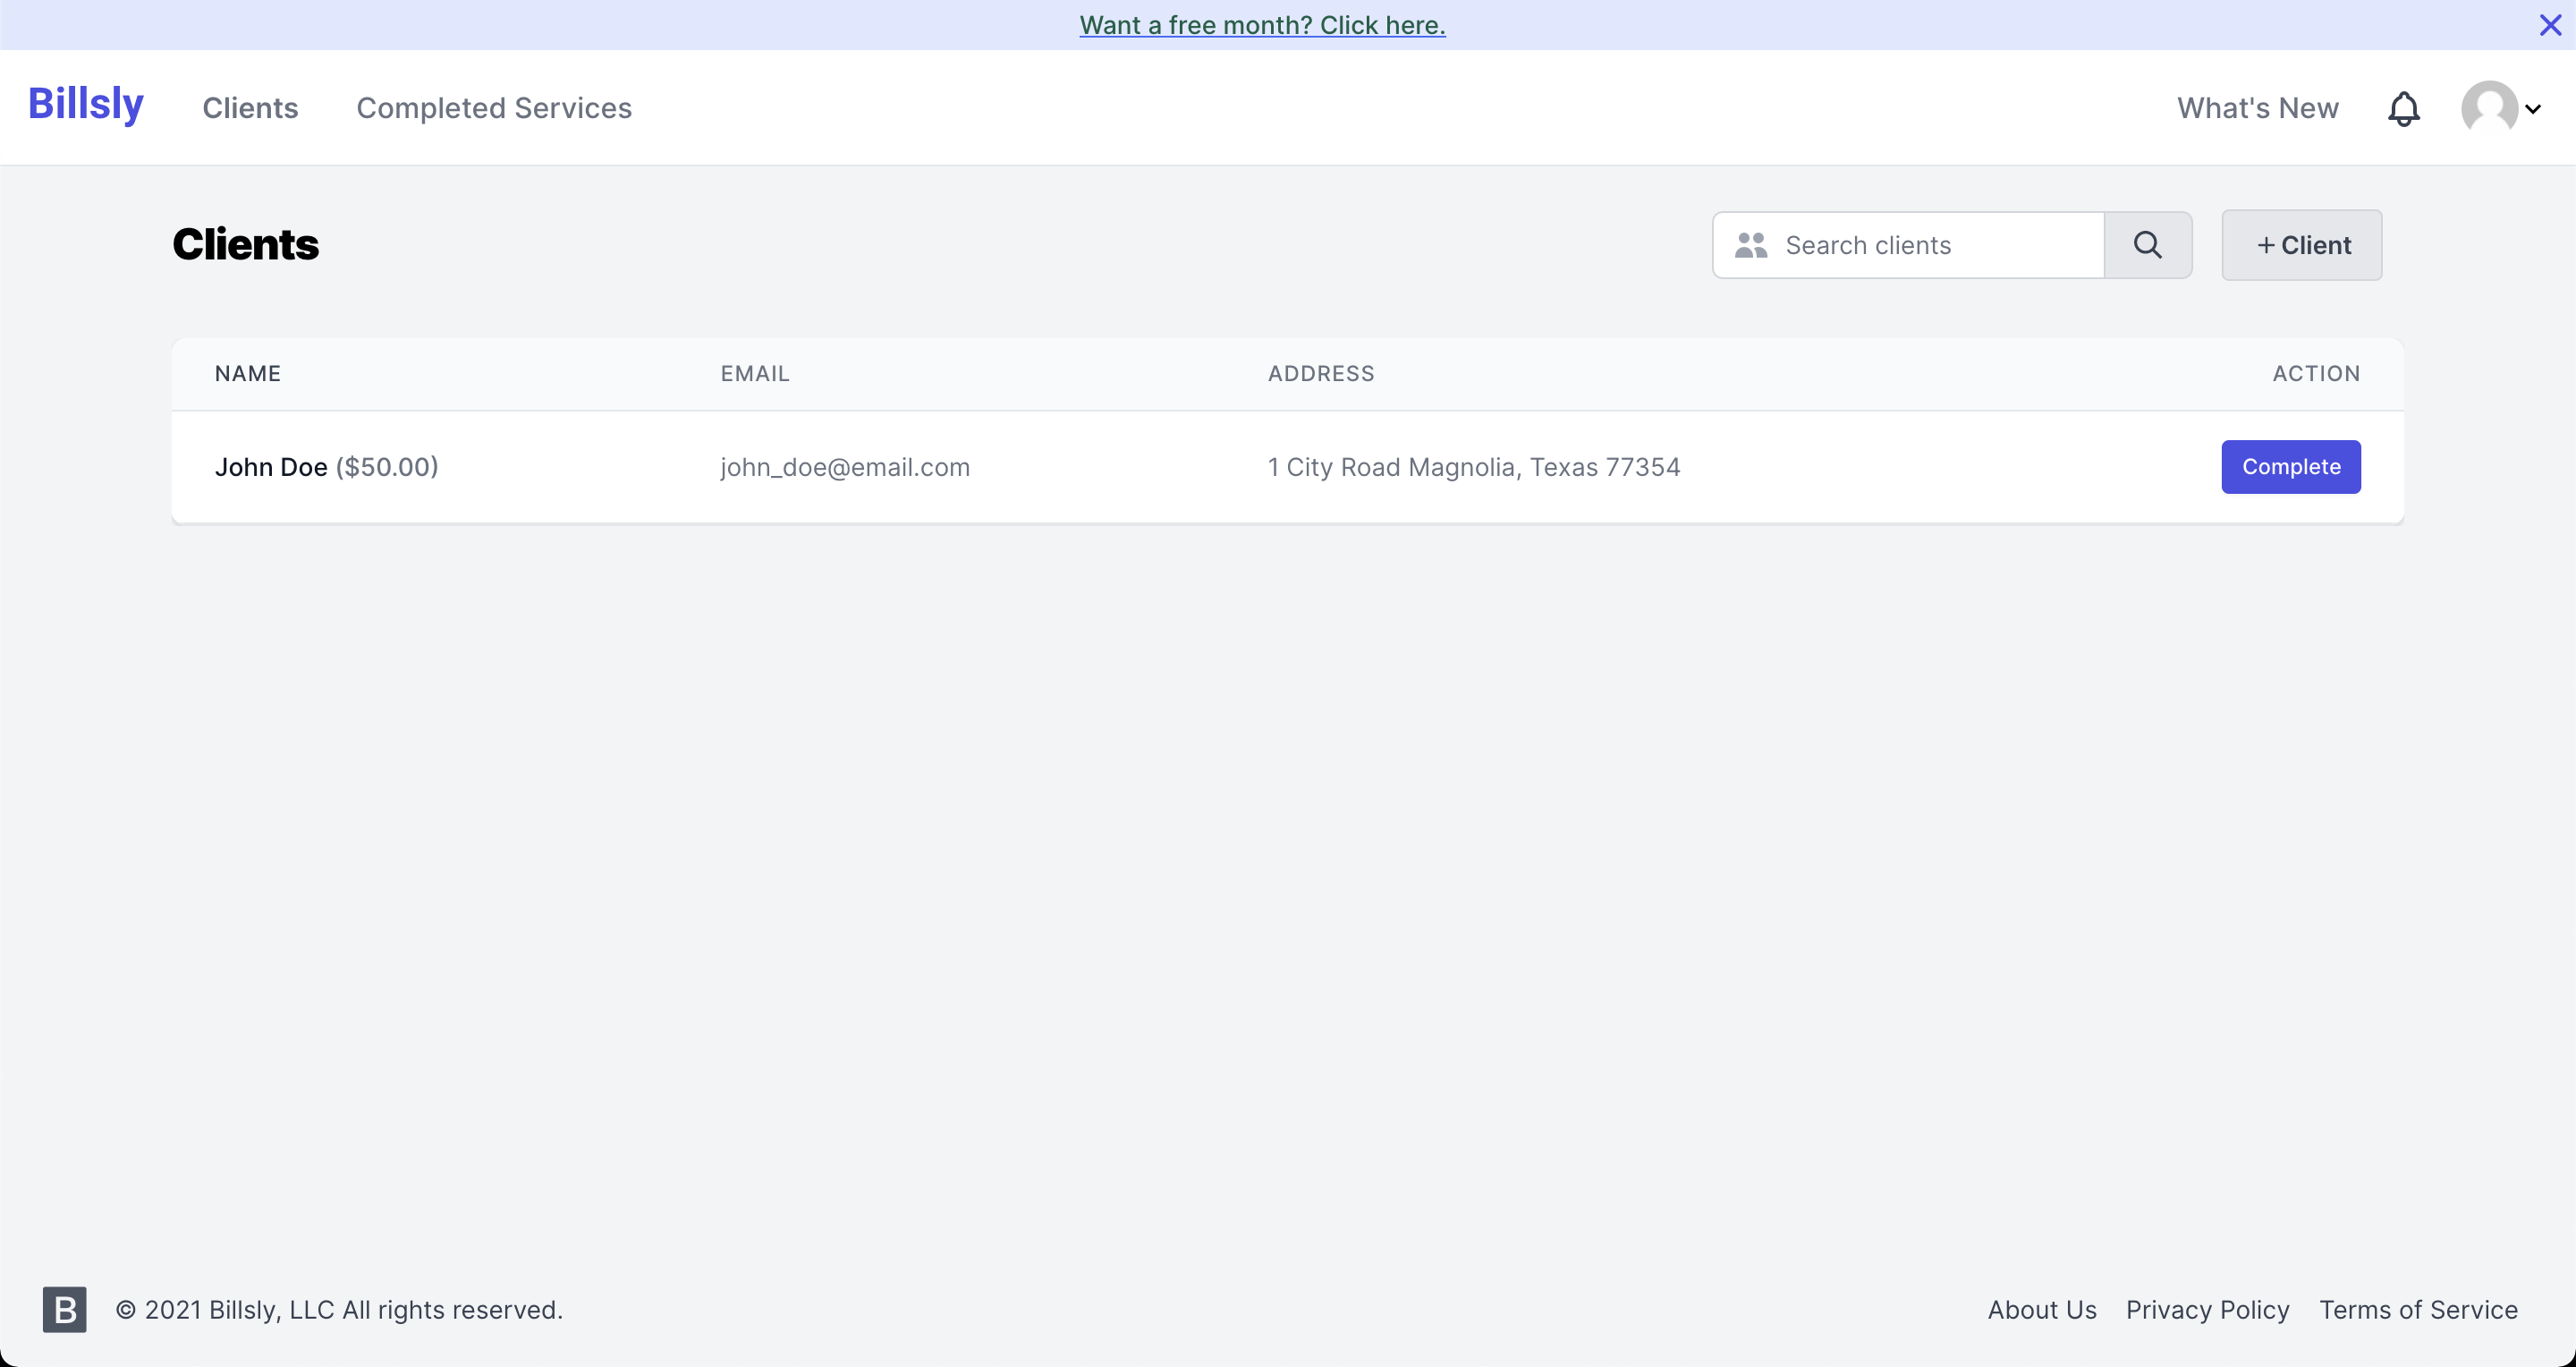 Want a free month? Click here.
Billsly Clients Completed Services What's New
Clients Search clients + Client
NAME EMAIL ADDRESS ACTION
John Doe ($50.00) john_doe@email.com 1 City Road Magnolia, Texas 77354 Complete
B © 2021 Billsly, LLC All rights reserved. About Us Privacy Policy Terms of Service